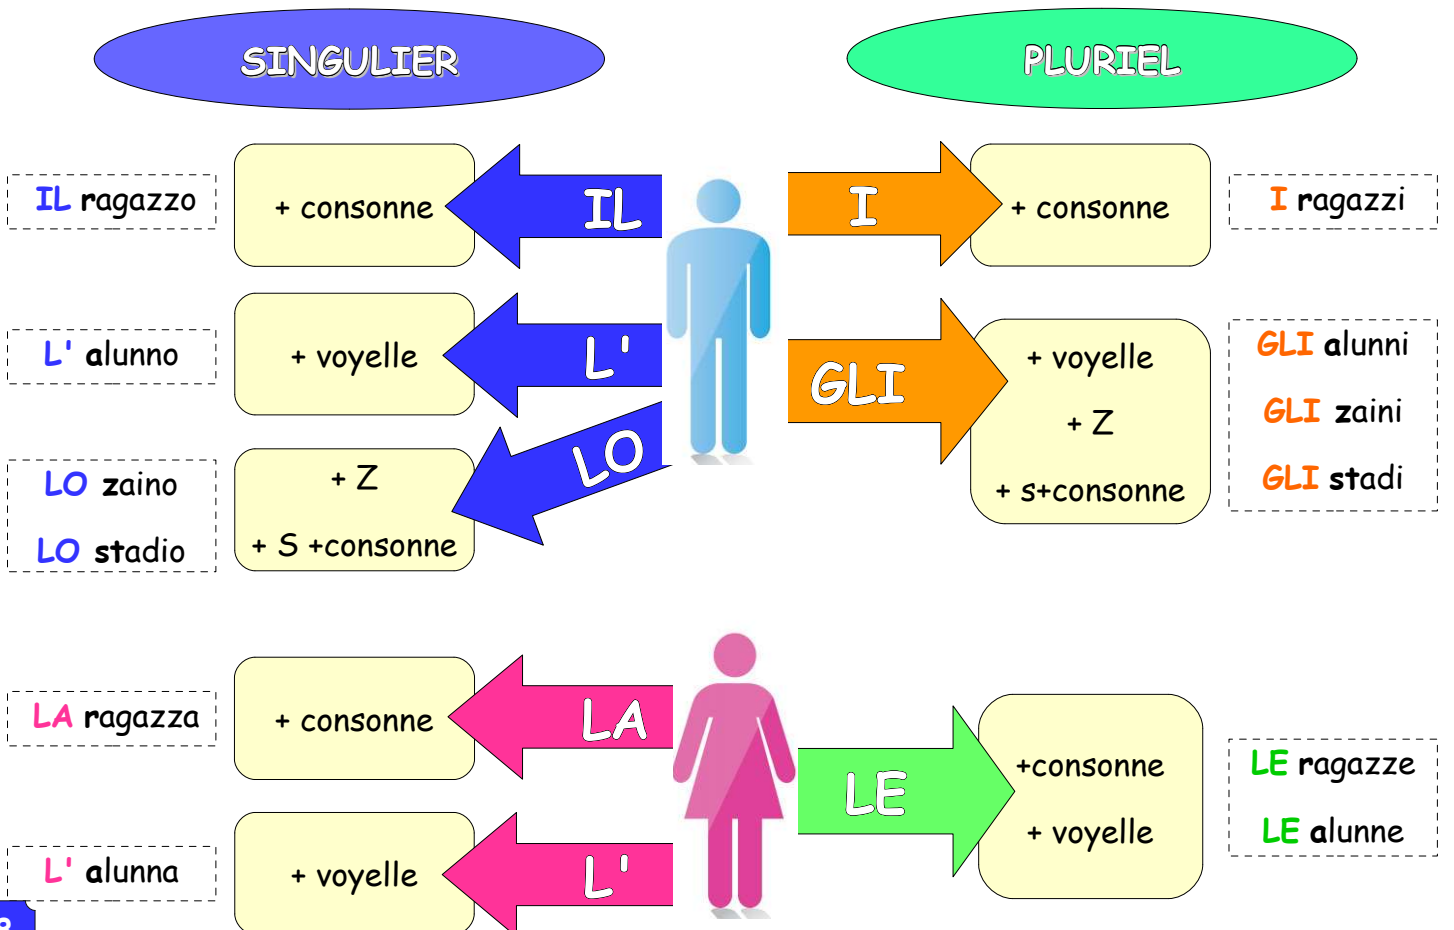 SINGULIER
PLURIEL
IL ragazzo
+ consonne
IL
I
+ consonne
I ragazzi
L' alunno
+ voyelle
L'
GLI
+ voyelle
+ Z
+ s+consonne
GLI alunni
GLI zaini
GLI stadi
LO zaino
LO stadio
+ Z
+ S +consonne
LO
LA ragazza
+ consonne
LA
LE
+consonne
+ voyelle
LE ragazze
LE alunne
L' alunna
+ voyelle
L'